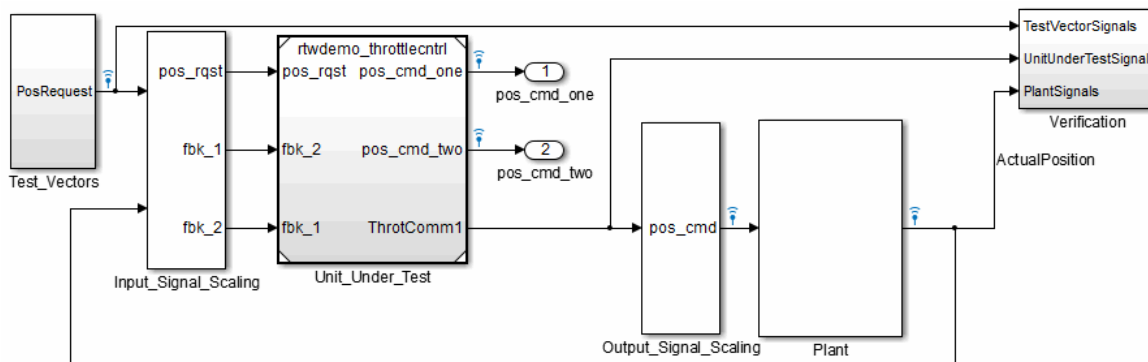 PosRequest
Test_Vectors
pos_rqst
fbk_1
fbk_2
Input_Signal_Scaling
rtwdemo_throttlecntrl
pos_rqst pos_cmd_one
fbk_2 pos_cmd_two
fbk_1 ThrotComm1
Unit_Under_Test
1
pos_cmd_one
2
pos_cmd_two
pos_cmd
Output_Signal_Scaling
Plant
ActualPosition
TestVectorSignals
UnitUnderTestSignal
PlantSignals
Verification